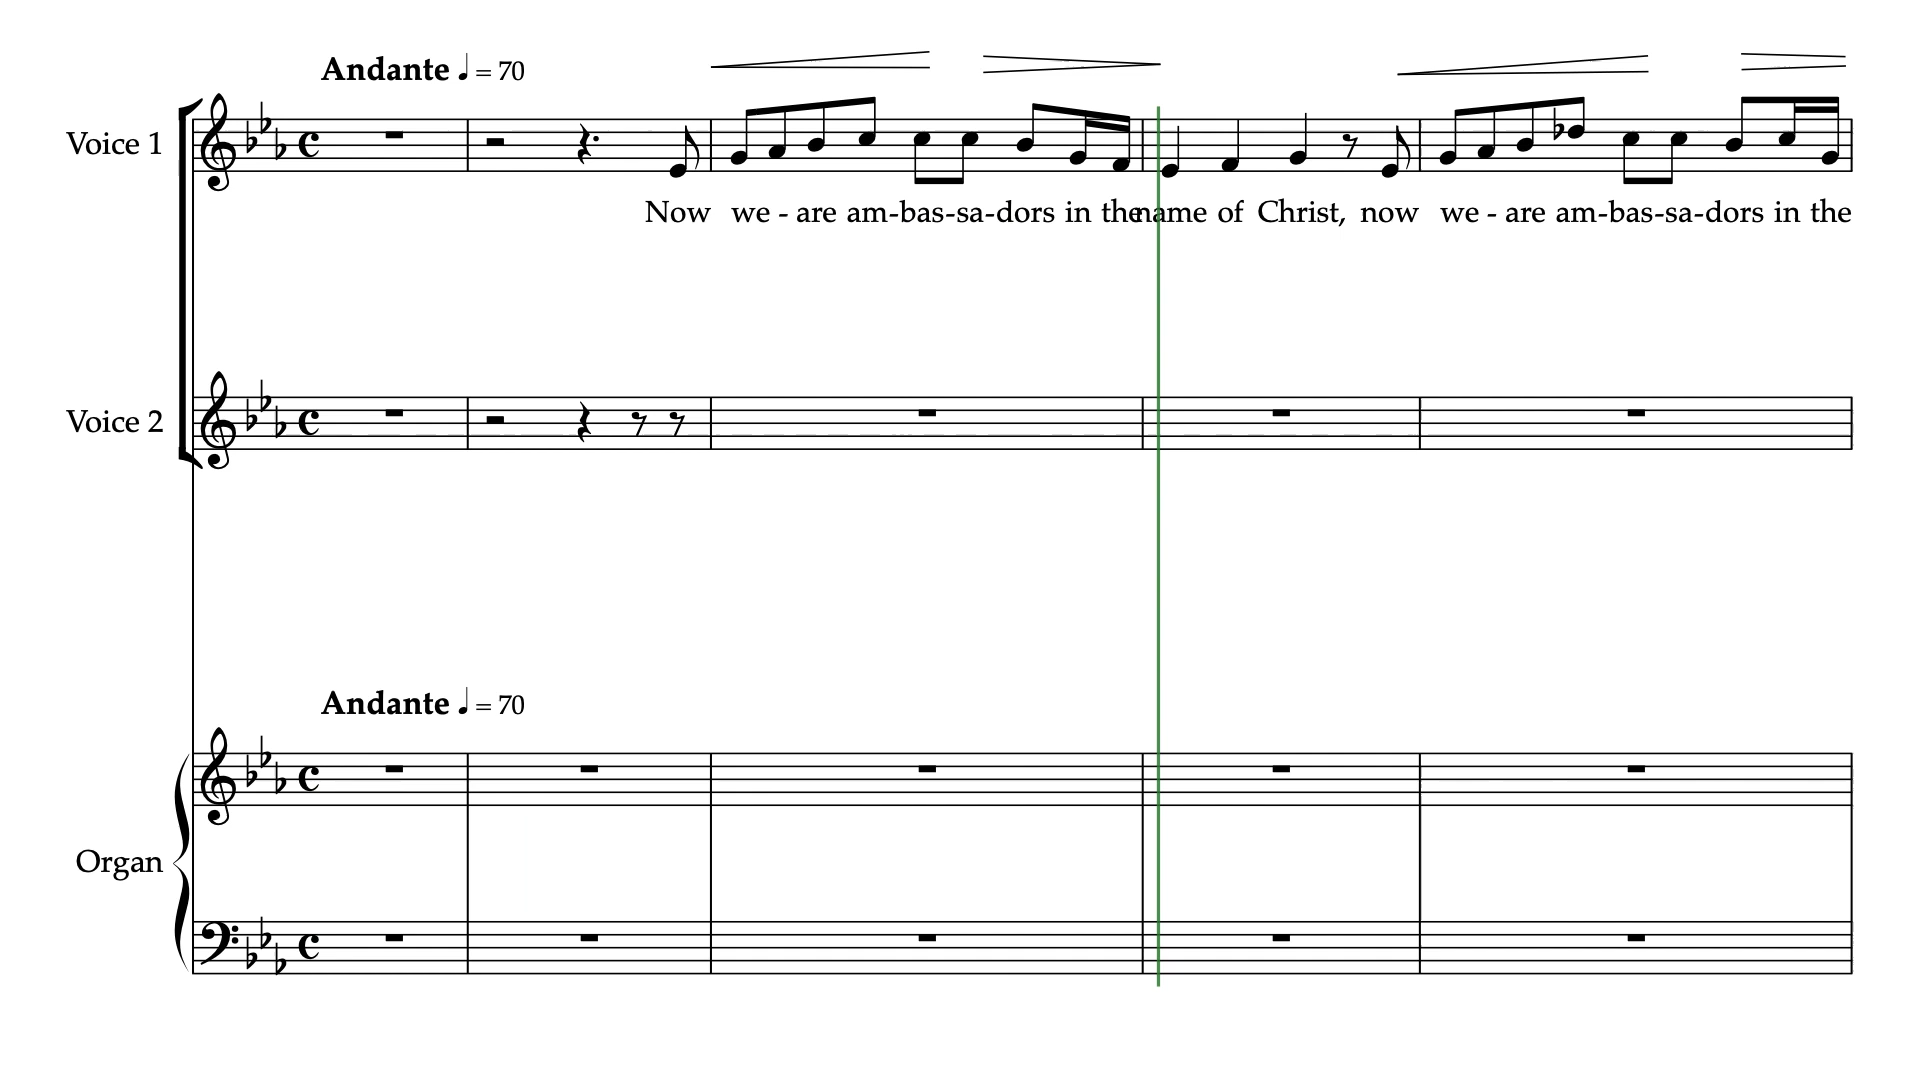 Andante ♩ = 70
Voice 1
Now we - are am-bas-sa-dors in the name of Christ, now we - are am-bas-sa-dors in the
Voice 2
Andante ♩ = 70
Organ